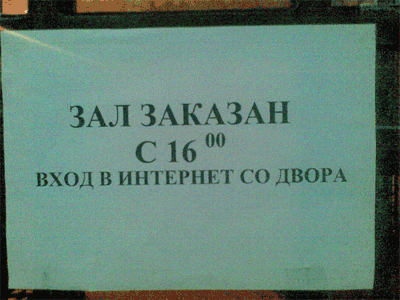 ЗАЛ ЗАКАЗАН
С 16 00
ВХОД В ИНТЕРНЕТ СО ДВОРА